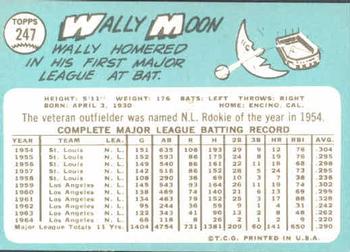 TOPPS
247
WALLY MOON
WALLY HOMERED
IN HIS FIRST MAJOR
LEAGUE AT BAT.
HEIGHT: 5'11" WEIGHT: 176 BATS: LEFT THROWS: RIGHT
BORN: APRIL 3, 1930 HOME: ENCINO, CAL.
The veteran outfielder was named N.L. Rookie of the year in 1954.
COMPLETE MAJOR LEAGUE BATTING RECORD
YEAR TEAM LEA. G AB R H 2B 3B HR RBI AVG.
1954 St. Louis N. L. 151 635 106 193 29 9 12 76 .304
1955 St. Louis N. L. 152 593 100 175 24 8 19 76 .295
1956 St. Louis N. L. 149 540 86 161 22 11 16 68 .298
1957 St. Louis N. L. 142 516 86 152 28 5 24 73 .295
1958 St. Louis N. L. 108 290 36 69 10 3 7 38 .238
1959 Los Angeles N. L. 145 543 93 164 26 11 19 74 .302
1960 Los Angeles N. L. 138 469 74 140 21 6 13 69 .299
1961 Los Angeles N. L. 134 463 79 152 25 3 17 88 .328
1962 Los Angeles N. L. 95 244 36 59 9 1 4 31 .242
1963 Los Angeles N. L. 122 343 41 90 13 2 8 48 .262
1964 Los Angeles N. L. 68 118 8 26 2 1 2 9 .220
Major League Totals 11 Yrs. 1404 4754 731 1381 209 60 141 650 .290
©T.C.G. PRINTED IN U.S.A.